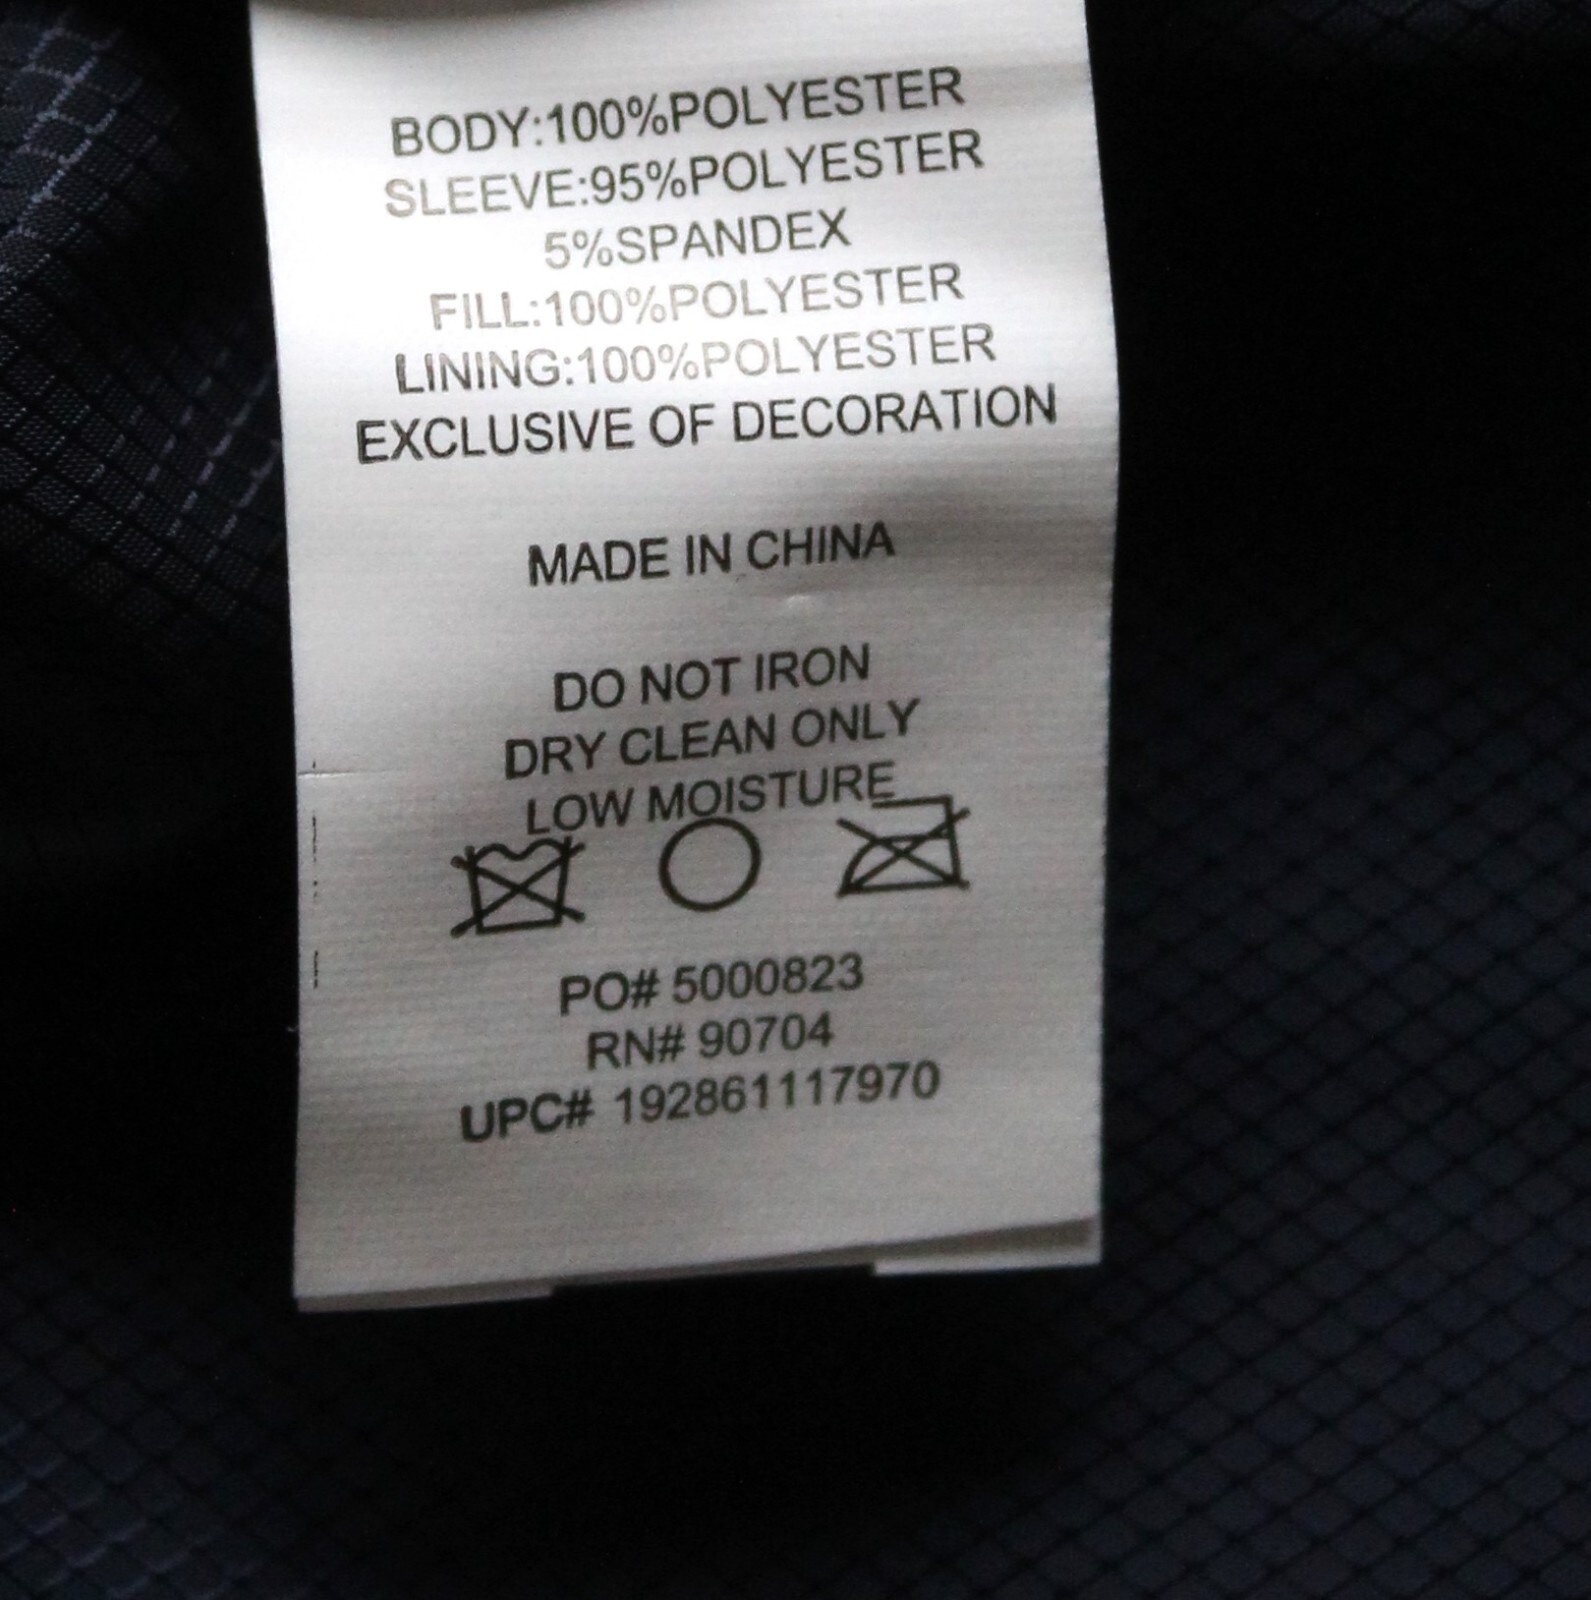 BODY:100%POLYESTER
SLEEVE:95%POLYESTER
5%SPANDEX
FILL:100%POLYESTER
LINING:100%POLYESTER
EXCLUSIVE OF DECORATION
MADE IN CHINA
DO NOT IRON
DRY CLEAN ONLY
LOW MOISTURE
PO# 5000823
RN# 90704
UPC# 192861117970